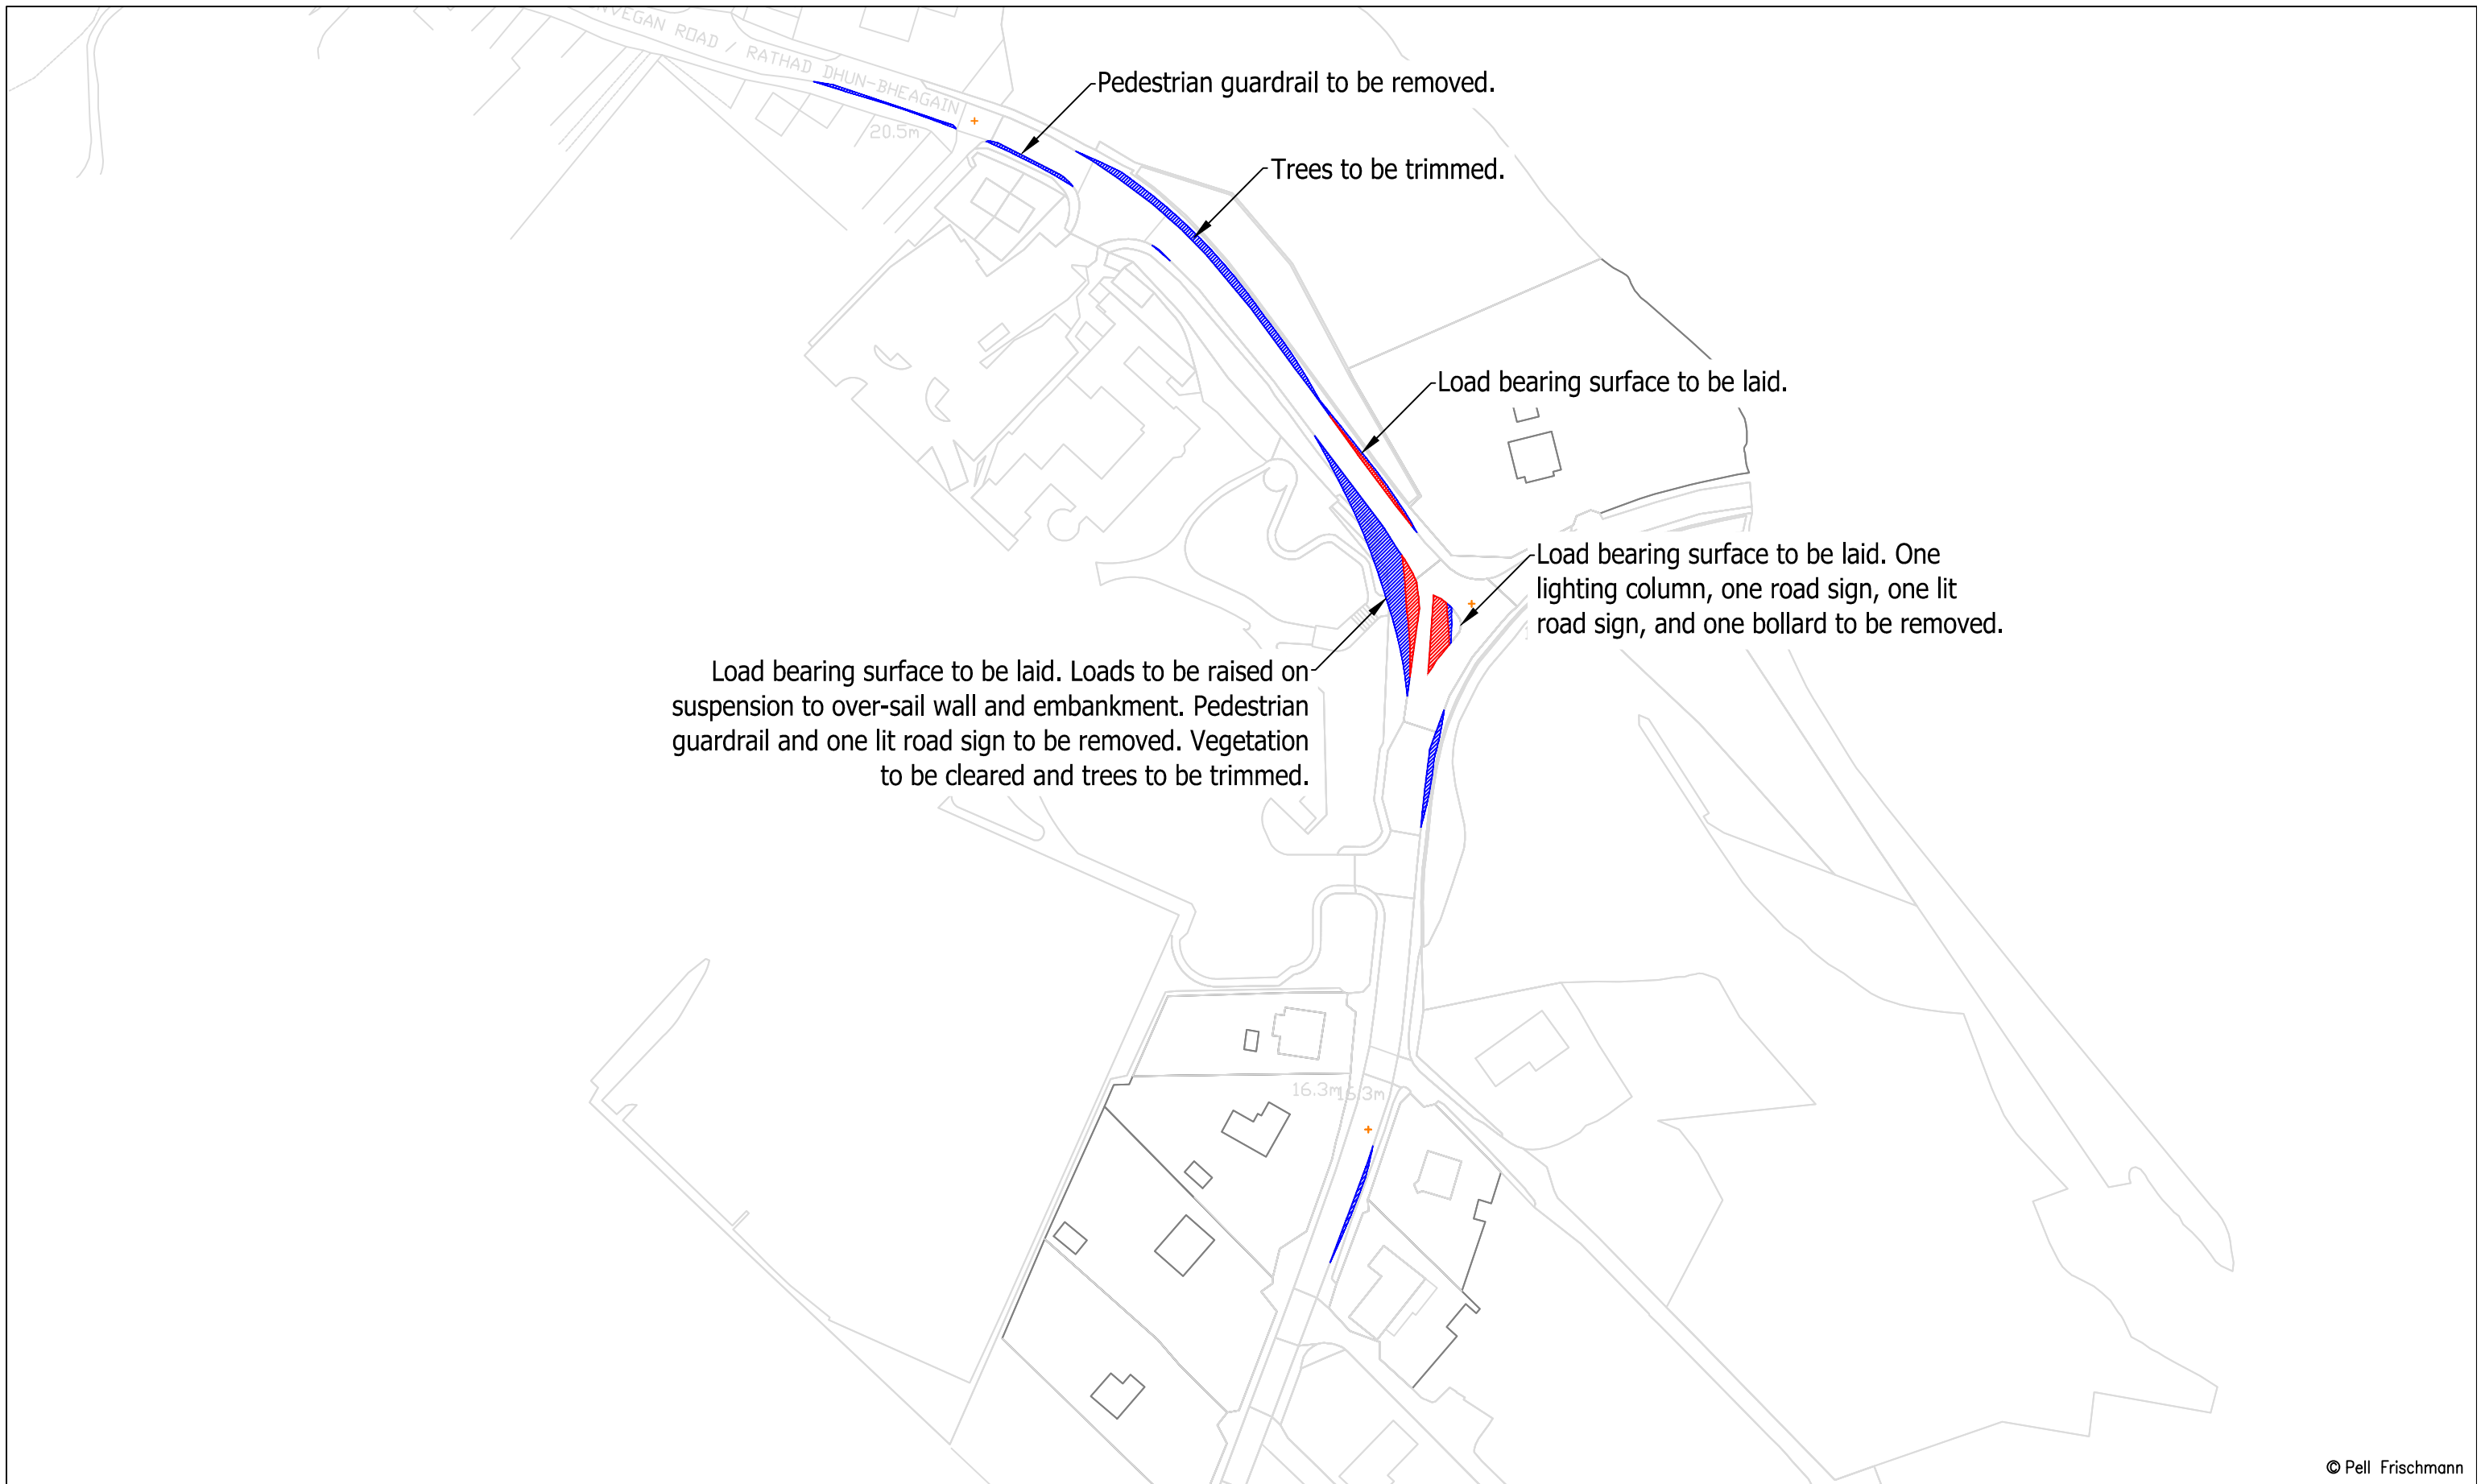 ROAD / RATHAD DHUN-BHEAGAIN
20.5m
Pedestrian guardrail to be removed.
Trees to be trimmed.
Load bearing surface to be laid.
Load bearing surface to be laid. One
lighting column, one road sign, one lit
road sign, and one bollard to be removed.
Load bearing surface to be laid. Loads to be raised on
suspension to over-sail wall and embankment. Pedestrian
guardrail and one lit road sign to be removed. Vegetation
to be cleared and trees to be trimmed.
16.3m
16.3m
© Pell Frischmann